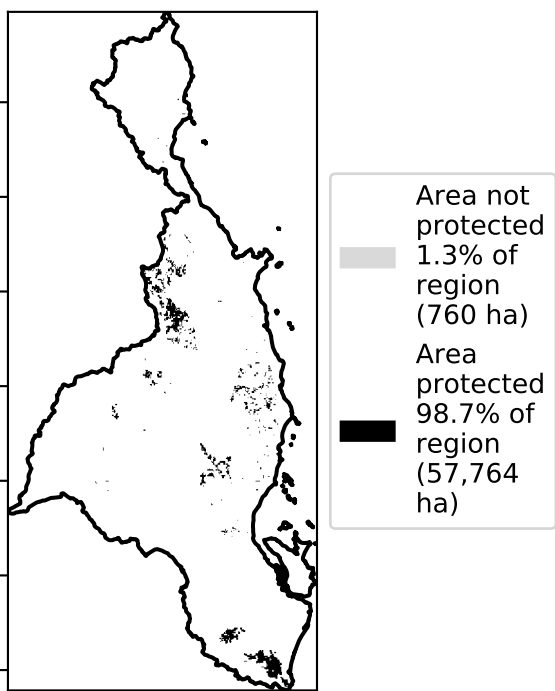 Area not
protected
1.3% of
region
(760 ha)
Area
protected
98.7% of
region
(57,764
ha)